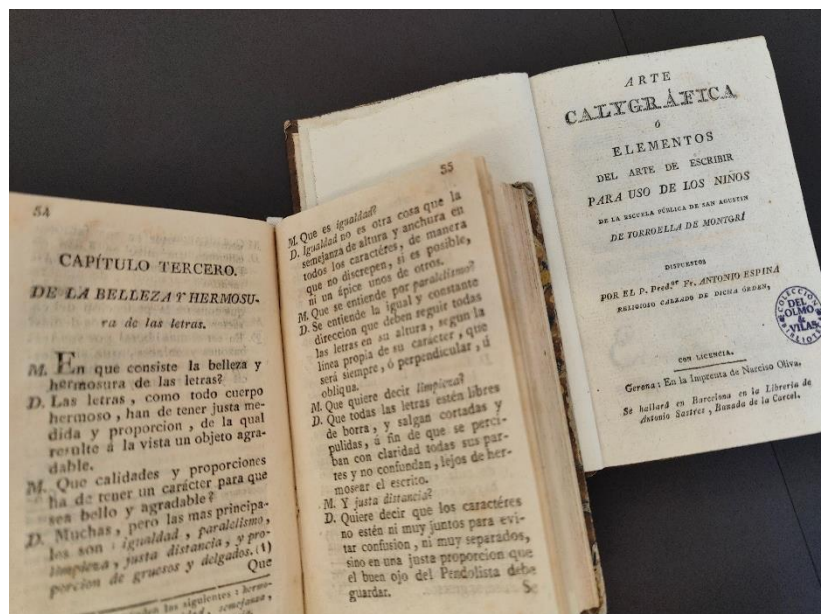 54
CAPÍTULO TERCERO.
DE LA BELLEZA Y HERMOSU-
ra de las letras.
M. En que consiste la belleza y
hermosura de las letras?
D. Las letras, como todo cuerpo
hermoso, han de tener justa me-
dida y proporcion, de la qual
resulte á la vista un objeto agra-
dable.
M. Que calidades y proporciones
ha de tener un carácter para que
sea bello y agradable?
D. Muchas, pero las mas principa-
les son: igualdad, paralelismo,
limpieza, justa distancia, y pro-
porcion de gruesos y delgados. (1)
Que
los siguientes: hermo-
semejanza,
55
M. Que es igualdad?
D. Igualdad no es otra cosa que la
semejanza de altura y anchura en
todos los caractéres, de manera
que no discrepen, si es posible,
ni un ápice unos de otros.
M. Que se entiende por paralelismo?
D. Se entiende la igual y constante
direccion que deben seguir todas
las letras en su altura, segun la
línea propia de su carácter, que
será siempre, ó perpendicular, ú
obliqua.
M. Que quiere decir limpieza?
D. Que todas las letras estén libres
de borra, y salgan cortadas y
pulidas, á fin de que se perci-
ban con claridad todas sus par-
tes y no confundan, lejos de her-
mosear el escrito.
M. Y justa distancia?
D. Quiere decir que los caractéres
no estén ni muy juntos para evi-
tar confusion, ni muy separados,
sino en una juste proporcion que
el buen ojo del Pendolista debe
guardar.
Se
ARTE
CALYGRÁFICA
ó
ELEMENTOS
DEL ARTE DE ESCRIBIR
PARA USO DE LOS NIÑOS
DE LA ESCUELA PÚBLICA DE SAN AGUSTIN
DE TORROELLA DE MONTGRÍ
DISPUESTOS
POR EL P. Pred.or Fr. ANTONIO ESPINA
RELIGIOSO CALZADO DE DICHA ÓRDEN,
COLECCION
DEL
OLMO
&
VILAS
BIBLIOTECA
CON LICENCIA.
Gerona: En la Imprenta de Narciso Oliva.
Se hallará en Barcelona en la Librería de
Antonio Sastres, Baxada de la Carcel.